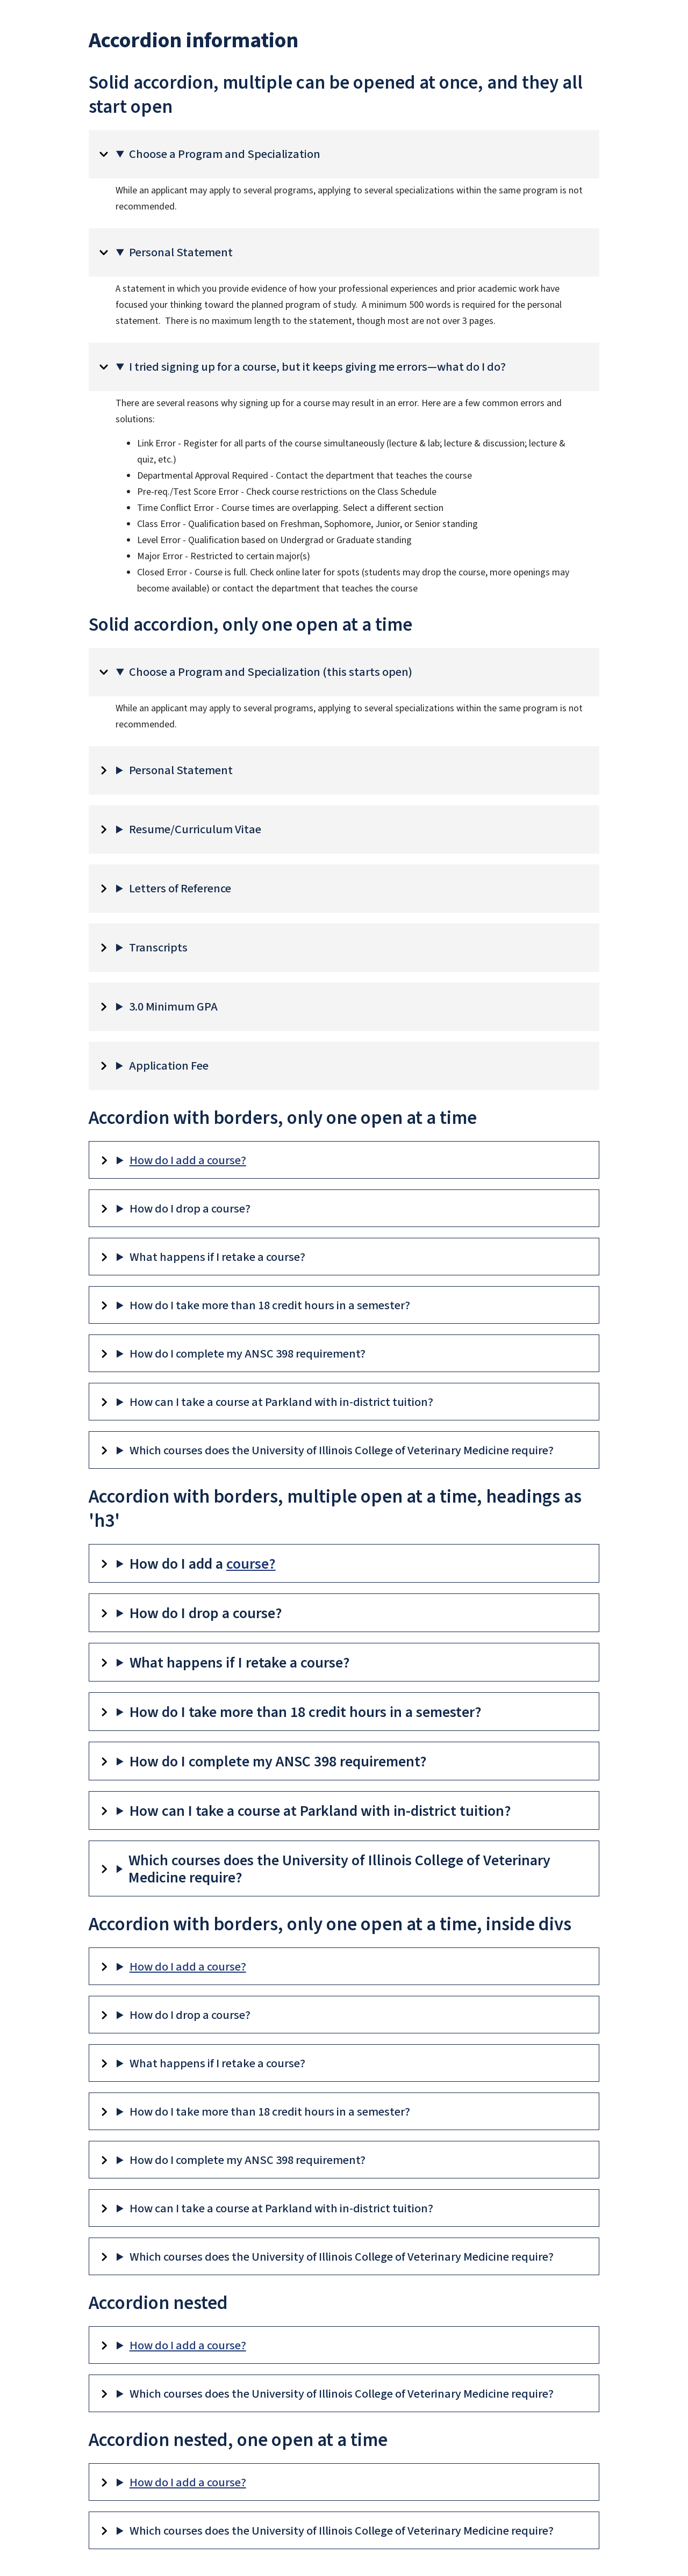 Accordion information
Solid accordion, multiple can be opened at once, and they all
start open
Choose a Program and Specialization
While an applicant may apply to several programs, applying to several specializations within the same program is not
recommended.
Personal Statement
A statement in which you provide evidence of how your professional experiences and prior academic work have
focused your thinking toward the planned program of study.  A minimum 500 words is required for the personal
statement.  There is no maximum length to the statement, though most are not over 3 pages.
I tried signing up for a course, but it keeps giving me errors—what do I do?
There are several reasons why signing up for a course may result in an error. Here are a few common errors and
solutions:
• Link Error - Register for all parts of the course simultaneously (lecture & lab; lecture & discussion; lecture &
quiz, etc.)
• Departmental Approval Required - Contact the department that teaches the course
• Pre-req./Test Score Error - Check course restrictions on the Class Schedule
• Time Conflict Error - Course times are overlapping. Select a different section
• Class Error - Qualification based on Freshman, Sophomore, Junior, or Senior standing
• Level Error - Qualification based on Undergrad or Graduate standing
• Major Error - Restricted to certain major(s)
• Closed Error - Course is full. Check online later for spots (students may drop the course, more openings may
become available) or contact the department that teaches the course
Solid accordion, only one open at a time
Choose a Program and Specialization (this starts open)
While an applicant may apply to several programs, applying to several specializations within the same program is not
recommended.
Personal Statement
Resume/Curriculum Vitae
Letters of Reference
Transcripts
3.0 Minimum GPA
Application Fee
Accordion with borders, only one open at a time
How do I add a course?
How do I drop a course?
What happens if I retake a course?
How do I take more than 18 credit hours in a semester?
How do I complete my ANSC 398 requirement?
How can I take a course at Parkland with in-district tuition?
Which courses does the University of Illinois College of Veterinary Medicine require?
Accordion with borders, multiple open at a time, headings as
'h3'
How do I add a course?
How do I drop a course?
What happens if I retake a course?
How do I take more than 18 credit hours in a semester?
How do I complete my ANSC 398 requirement?
How can I take a course at Parkland with in-district tuition?
Which courses does the University of Illinois College of Veterinary
Medicine require?
Accordion with borders, only one open at a time, inside divs
How do I add a course?
How do I drop a course?
What happens if I retake a course?
How do I take more than 18 credit hours in a semester?
How do I complete my ANSC 398 requirement?
How can I take a course at Parkland with in-district tuition?
Which courses does the University of Illinois College of Veterinary Medicine require?
Accordion nested
How do I add a course?
Which courses does the University of Illinois College of Veterinary Medicine require?
Accordion nested, one open at a time
How do I add a course?
Which courses does the University of Illinois College of Veterinary Medicine require?